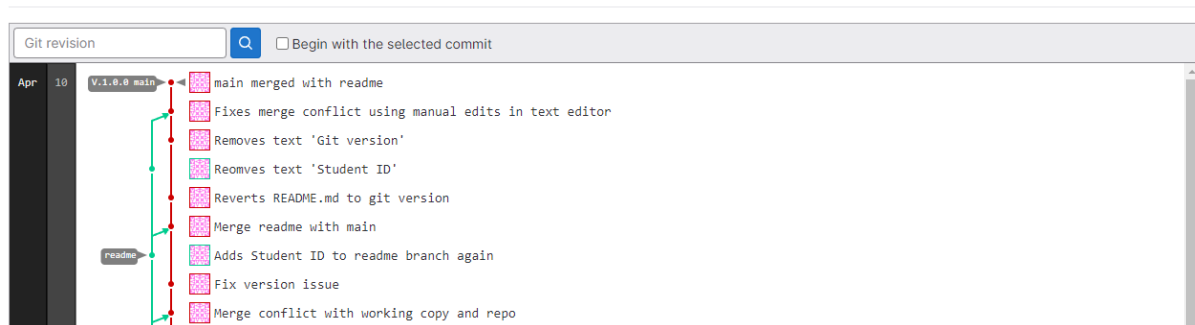 Git revision
Begin with the selected commit
Apr 10 V.1.0.0 main main merged with readme
Fixes merge conflict using manual edits in text editor
Removes text 'Git version'
Reomves text 'Student ID'
Reverts README.md to git version
Merge readme with main
readme Adds Student ID to readme branch again
Fix version issue
Merge conflict with working copy and repo